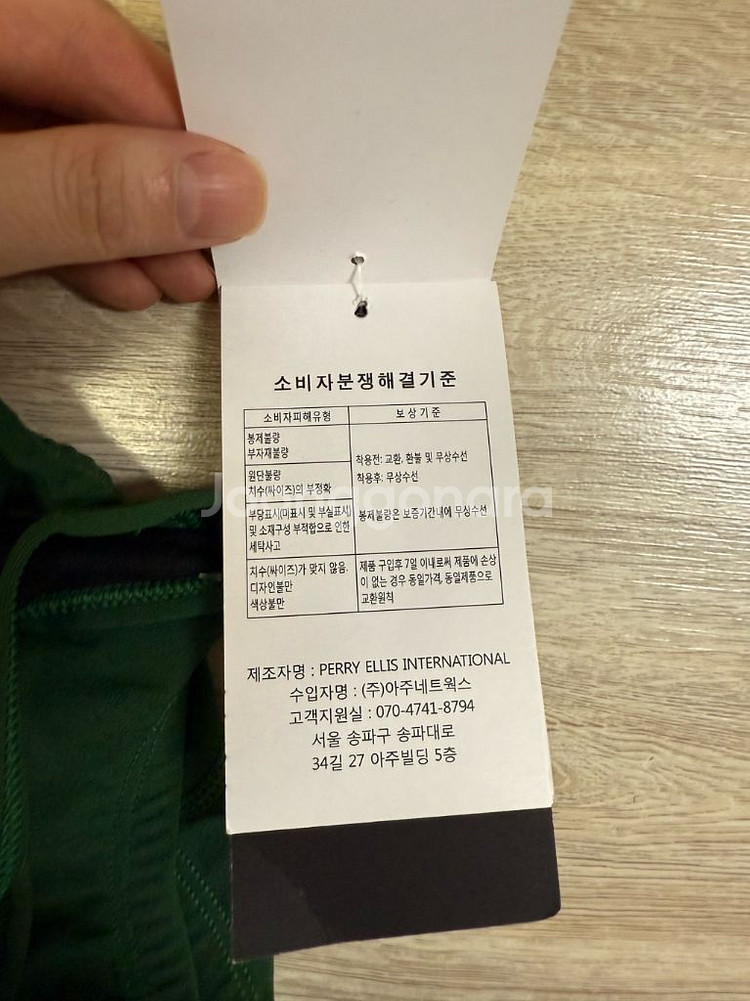 소비자분쟁해결기준
소비자피해유형
보상기준
봉제불량
부자재불량
착용전: 교환, 환불 및 무상수선
원단불량
착용후: 무상수선
치수(싸이즈)의 부정확
부당표시(미표시 및 부실표시)
봉제불량은 보증기간내에 무상수선
및 소재구성 부적합으로 인한
세탁사고
치수(싸이즈)가 맞지 않음.
디자인불만
색상불만
제품 구입후 7일 이내로써 제품에 손상
이 없는 경우 동일가격, 동일제품으로
교환원칙
Joonggonara
제조자명 : PERRY ELLIS INTERNATIONAL
수입자명 : (주)아주네트웍스
고객지원실 : 070-4741-8794
서울 송파구 송파대로
34길 27 아주빌딩 5층